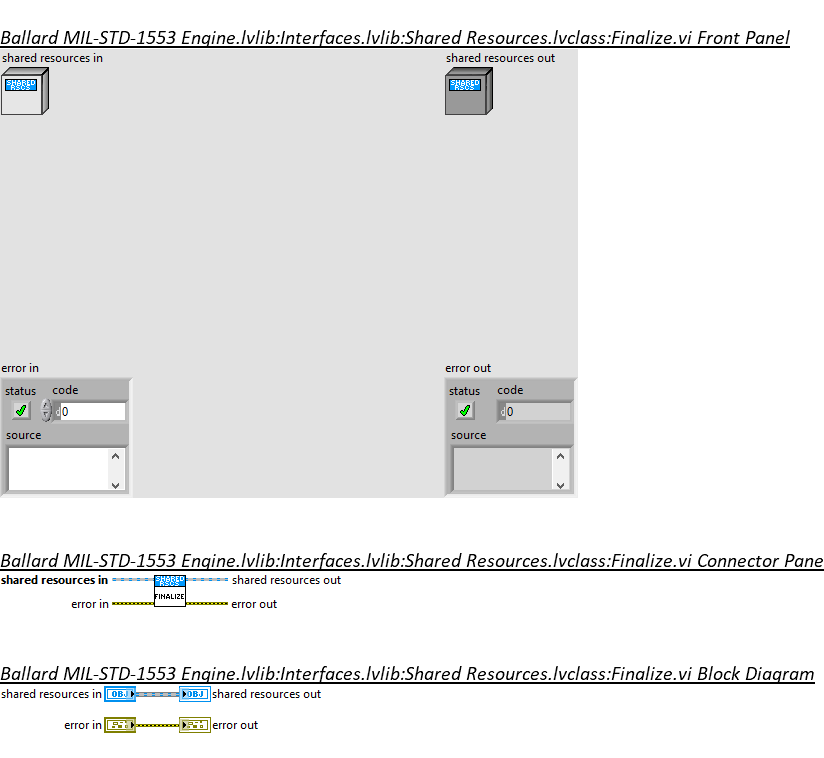 Ballard MIL-STD-1553 Engine.lvlib:Interfaces.lvlib:Shared Resources.lvclass:Finalize.vi Front Panel
shared resources in shared resources out
SHARED RSCS SHARED RSCS
error in error out
status code status code
d 0 d 0
source source
Ballard MIL-STD-1553 Engine.lvlib:Interfaces.lvlib:Shared Resources.lvclass:Finalize.vi Connector Pane
shared resources in SHARED RSCS shared resources out
error in FINALIZE error out
Ballard MIL-STD-1553 Engine.lvlib:Interfaces.lvlib:Shared Resources.lvclass:Finalize.vi Block Diagram
shared resources in OBJ OBJ shared resources out
error in error out